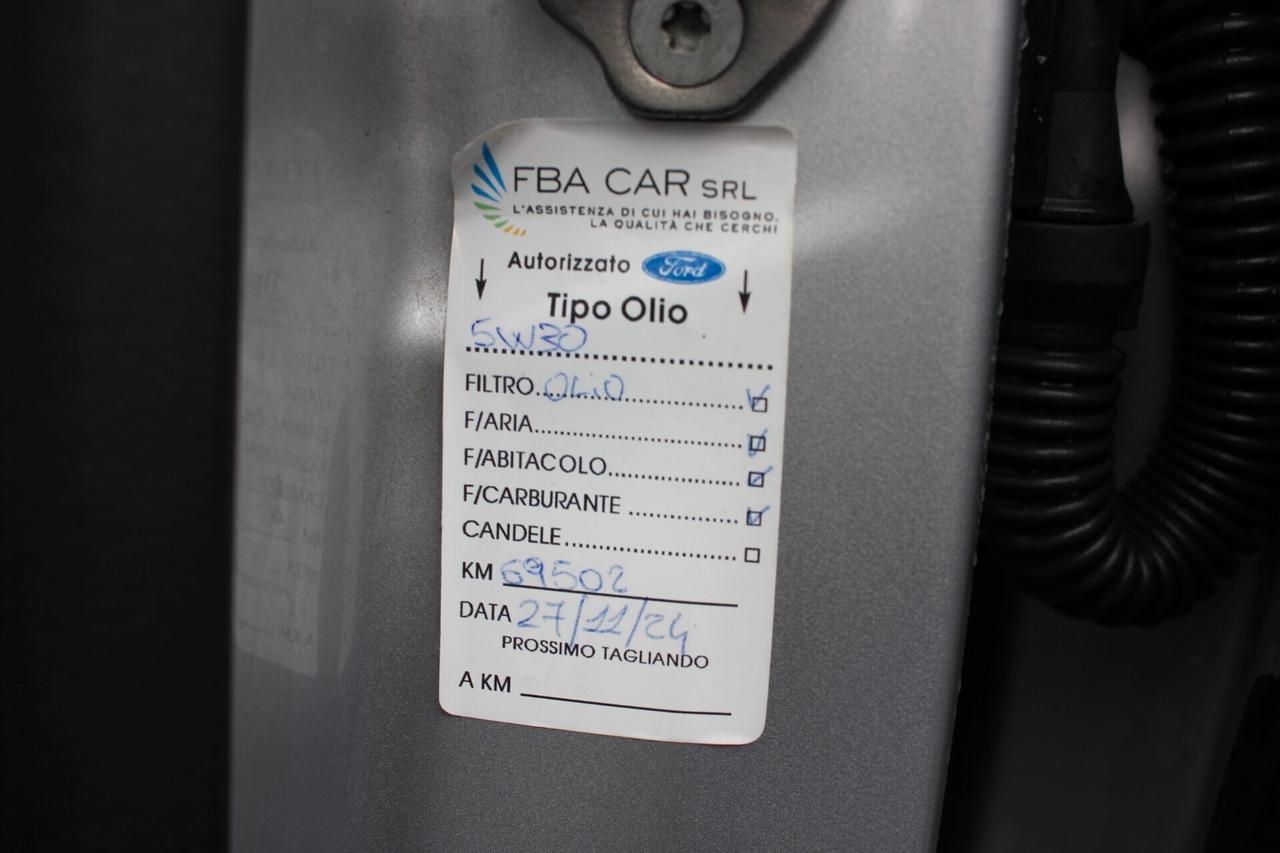 FBA CAR SRL
L'ASSISTENZA DI CUI HAI BISOGNO.
LA QUALITÀ CHE CERCHI
Autorizzato Ford
Tipo Olio
5W30
FILTRO OLIO
F/ARIA
F/ABITACOLO
F/CARBURANTE
CANDELE
KM 69502
DATA 27/11/24
PROSSIMO TAGLIANDO
A KM